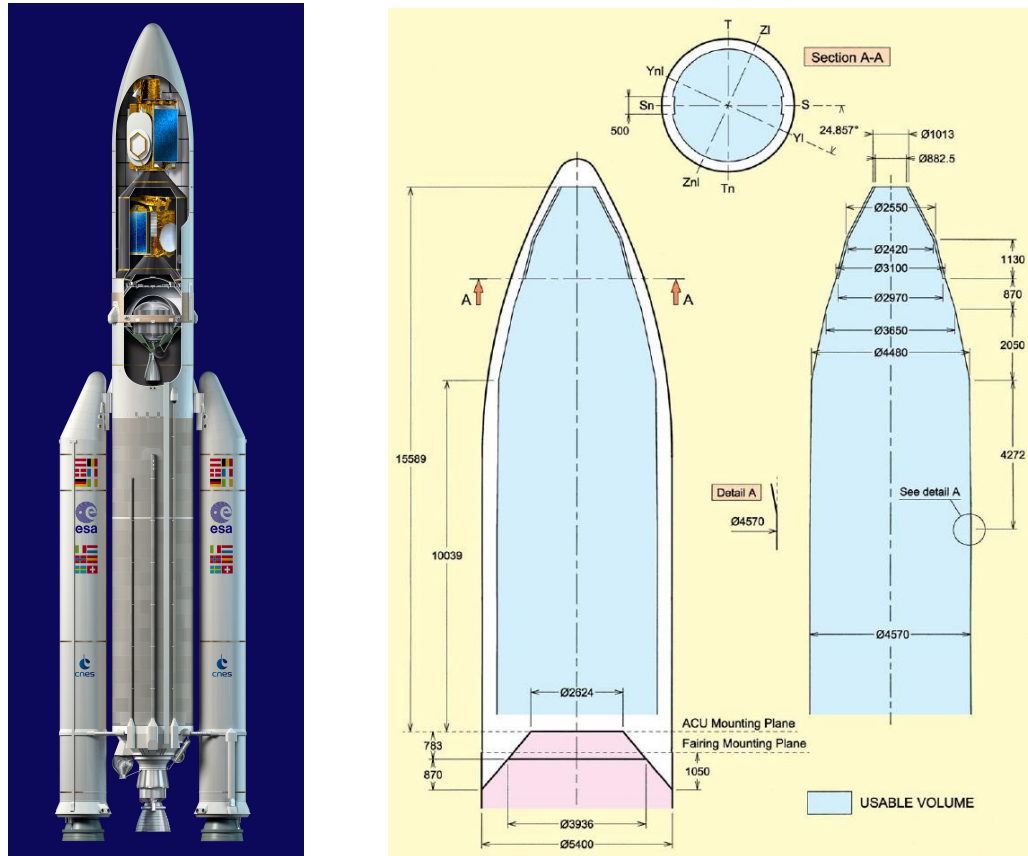 esa
esa
cnes
cnes
T
Zl
Section A-A
Ynl
Sn
S
500
24.857°
Yl
Znl
Tn
Ø1013
Ø882.5
Ø2550
Ø2420
Ø3100
Ø2970
Ø3650
Ø4480
1130
870
2050
4272
A
A
15589
10039
Detail A
Ø4570
See detail A
Ø4570
Ø2624
ACU Mounting Plane
Fairing Mounting Plane
783
870
1050
Ø3936
Ø5400
USABLE VOLUME